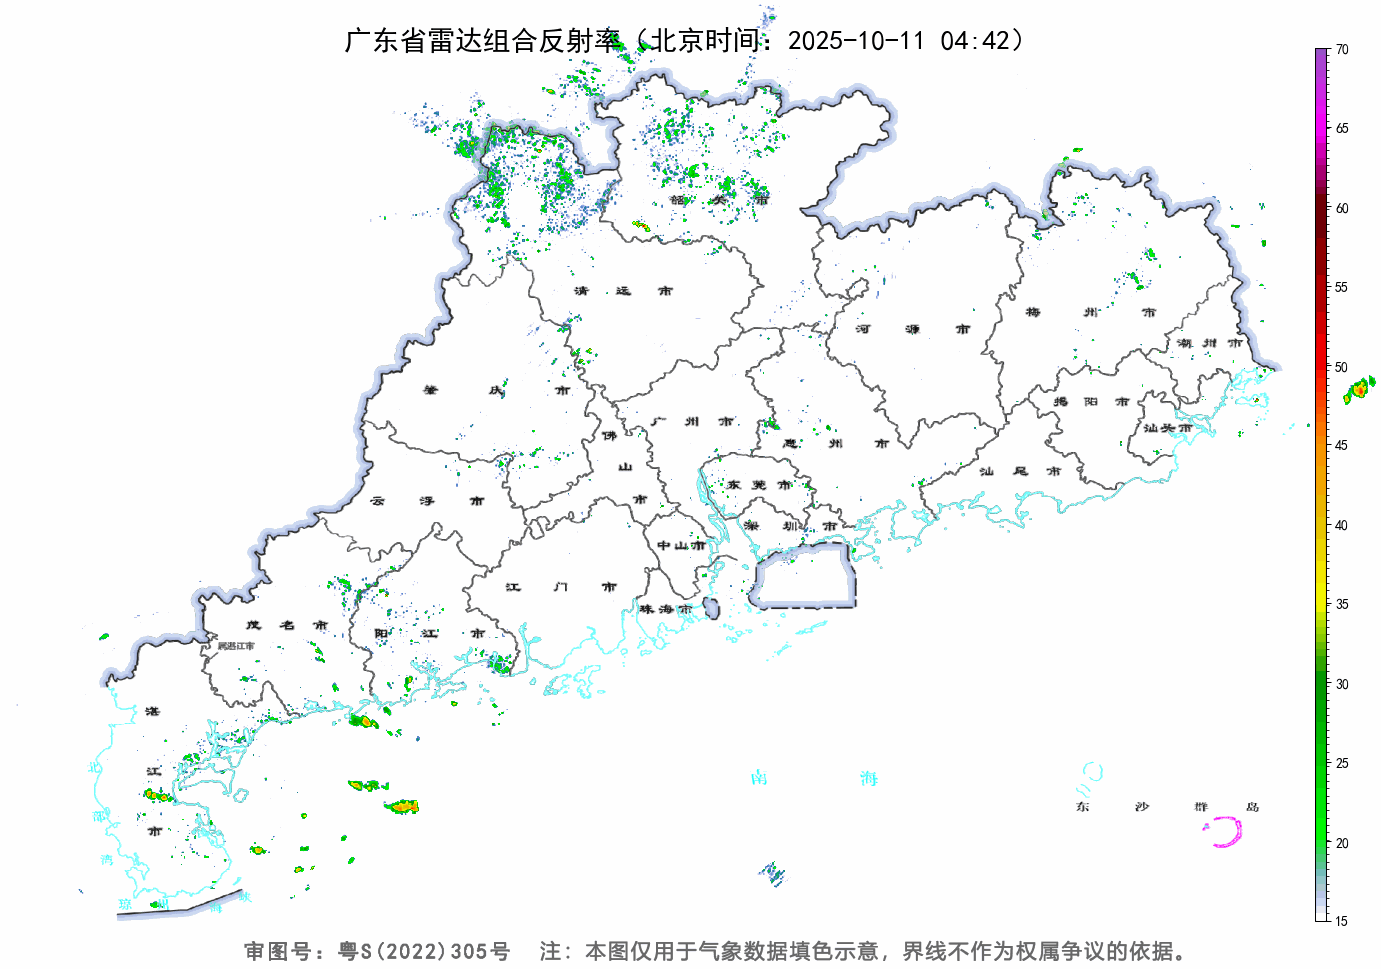 广东省雷达组合反射率（北京时间：2025-10-11 04:42）
70
65
60
55
50
45
40
35
30
25
20
15
韶关市
清远市
河源市
梅州市
潮州市
肇庆市
广州市
佛山市
惠州市
揭阳市
汕头市
汕尾市
云浮市
东莞市
深圳市
中山市
江门市
珠海市
茂名市
属湛江市
阳江市
湛江市
北部湾
琼州海峡
南海
东沙群岛
审图号：粤S(2022)305号 注：本图仅用于气象数据填色示意，界线不作为权属争议的依据。